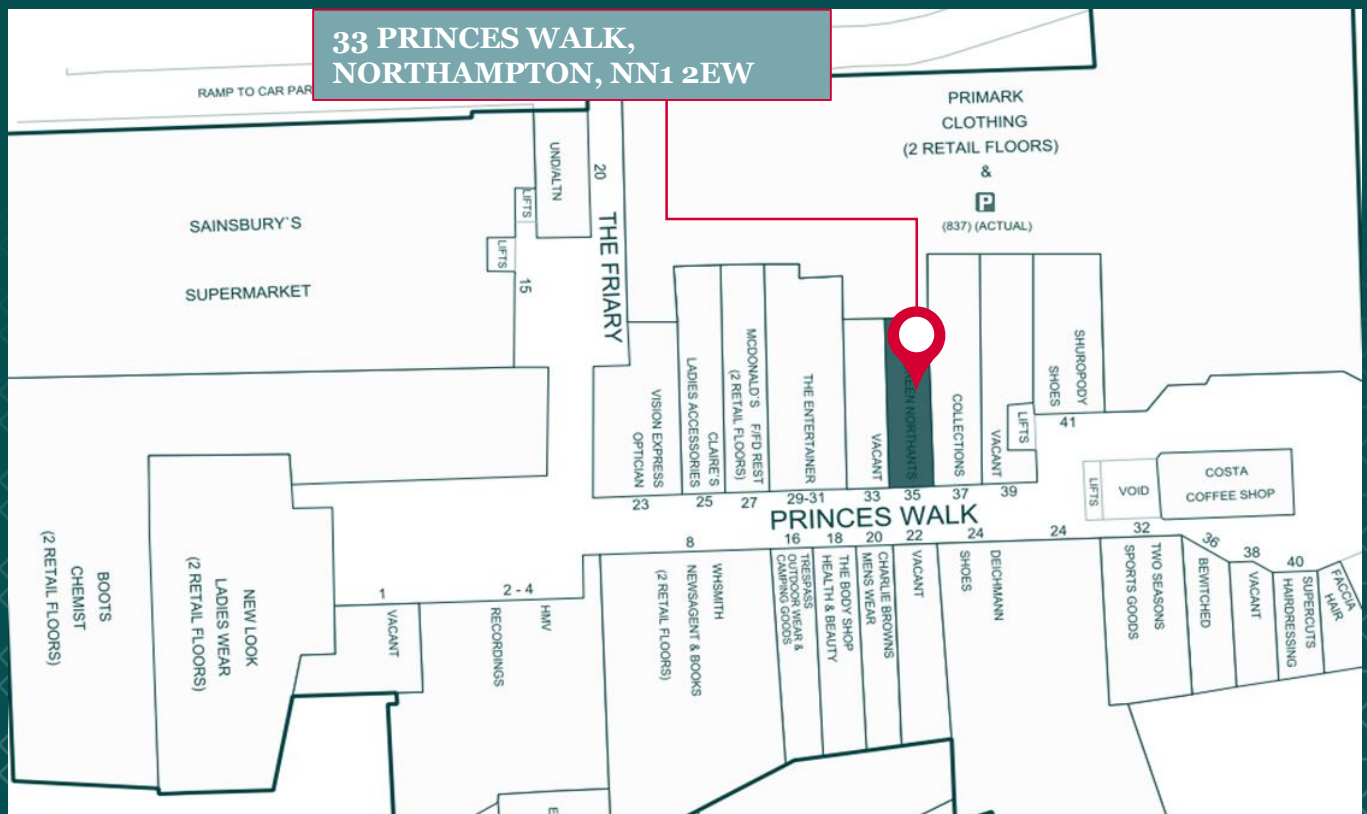 33 PRINCES WALK,
NORTHAMPTON, NN1 2EW
RAMP TO CAR PAR
PRIMARK
CLOTHING
(2 RETAIL FLOORS)
&
P
(837) (ACTUAL)
SAINSBURY`S
SUPERMARKET
UND/ALTN
LIFTS
LIFTS
20
15
THE FRIARY
VISION EXPRESS
OPTICIAN
23
CLAIRE'S
LADIES ACCESSORIES
25
MCDONALD`S F/FD REST
(2 RETAIL FLOORS)
27
THE ENTERTAINER
29-31
VACANT
33
REEN NORTHANTS
35
COLLECTIONS
37
VACANT
39
LIFTS
SHUROPODY
SHOES
41
LIFTS
VOID
COSTA
COFFEE SHOP
PRINCES WALK
BOOTS
CHEMIST
(2 RETAIL FLOORS)
NEW LOOK
LADIES WEAR
(2 RETAIL FLOORS)
1
VACANT
2 - 4
HMV
RECORDINGS
8
WHSMITH
NEWSAGENT & BOOKS
(2 RETAIL FLOORS)
16
TRESPASS
OUTDOOR WEAR &
CAMPING GOODS
18
THE BODY SHOP
HEALTH & BEAUTY
20
CHARLIE BROWNS
MENS WEAR
22
VACANT
24
24
DEICHMANN
SHOES
32
TWO SEASONS
SPORTS GOODS
36
BEWITCHED
38
VACANT
40
SUPERCUTS
HAIRDRESSING
FACCIA
HAIR